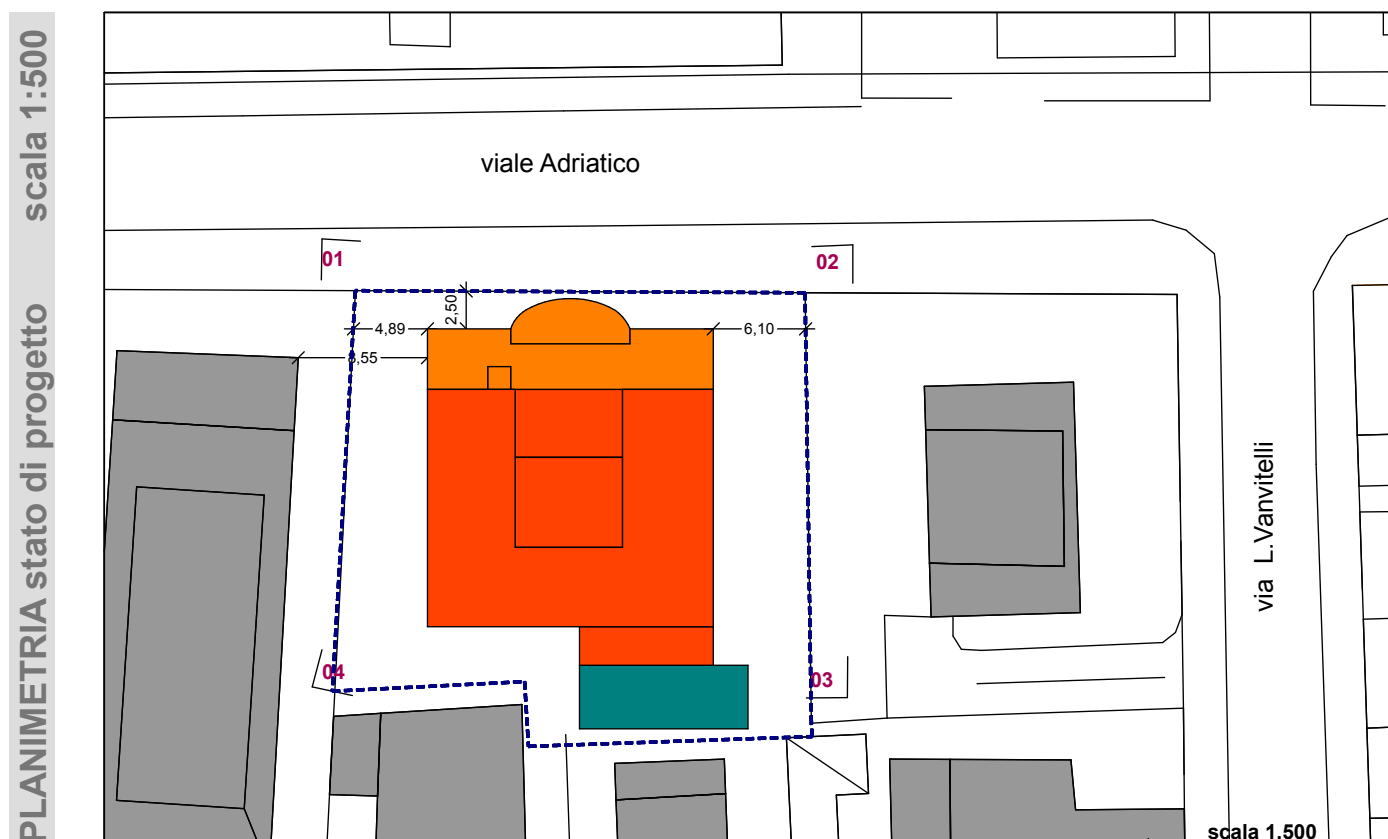 PLANIMETRIA stato di progetto scala 1:500
viale Adriatico
01
02
2,50
4,89
6,10
8,55
via L.Vanvitelli
04
03
scala 1.500